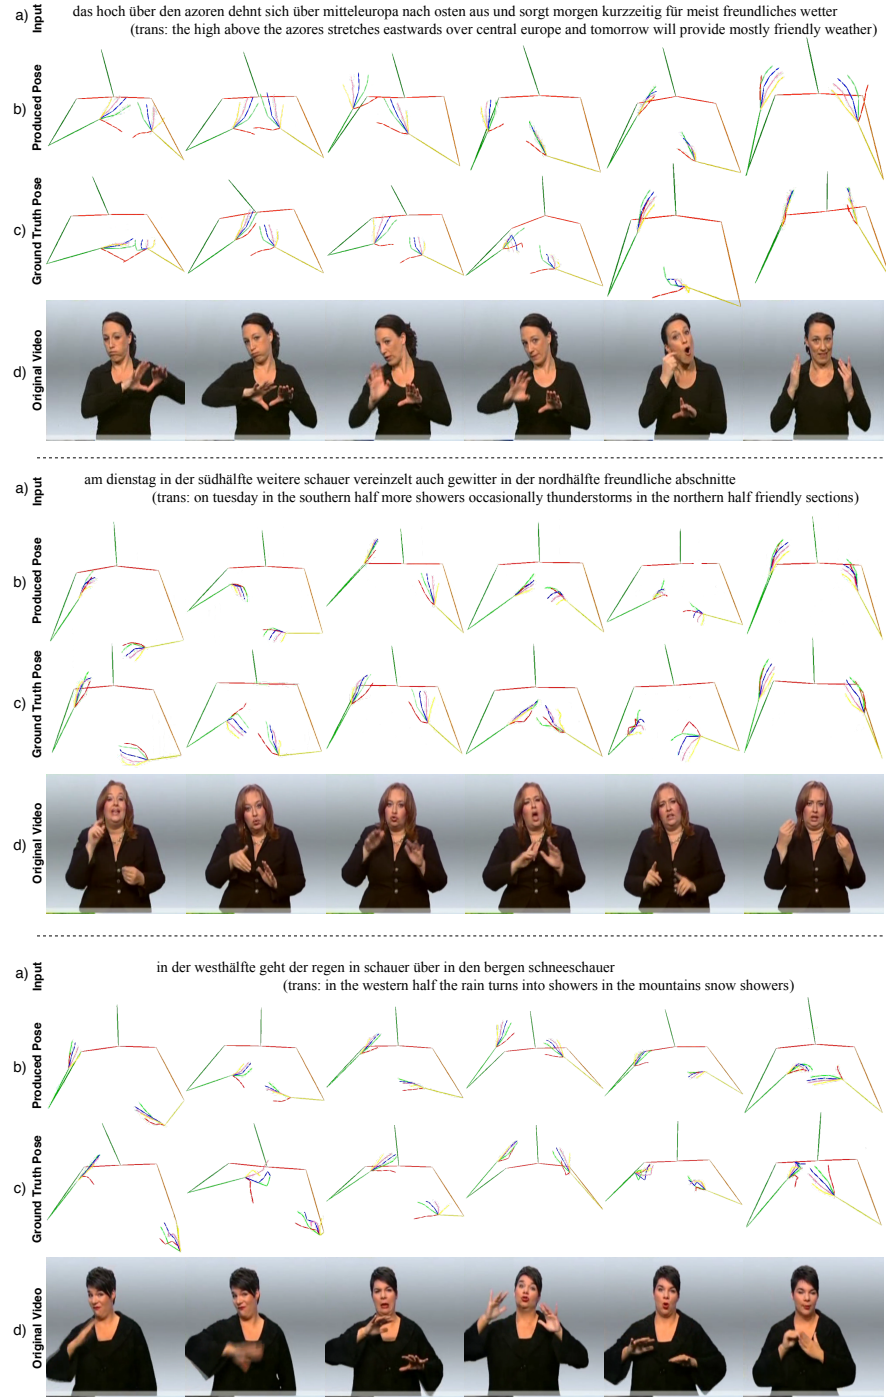 a) Input das hoch über den azoren dehnt sich über mitteleuropa nach osten aus und sorgt morgen kurzzeitig für meist freundliches wetter
(trans: the high above the azores stretches eastwards over central europe and tomorrow will provide mostly friendly weather)
b) Produced Pose
c) Ground Truth Pose
d) Original Video
a) Input am dienstag in der südhälfte weitere schauer vereinzelt auch gewitter in der nordhälfte freundliche abschnitte
(trans: on tuesday in the southern half more showers occasionally thunderstorms in the northern half friendly sections)
b) Produced Pose
c) Ground Truth Pose
d) Original Video
a) Input in der westhälfte geht der regen in schauer über in den bergen schneeschauer
(trans: in the western half the rain turns into showers in the mountains snow showers)
b) Produced Pose
c) Ground Truth Pose
d) Original Video